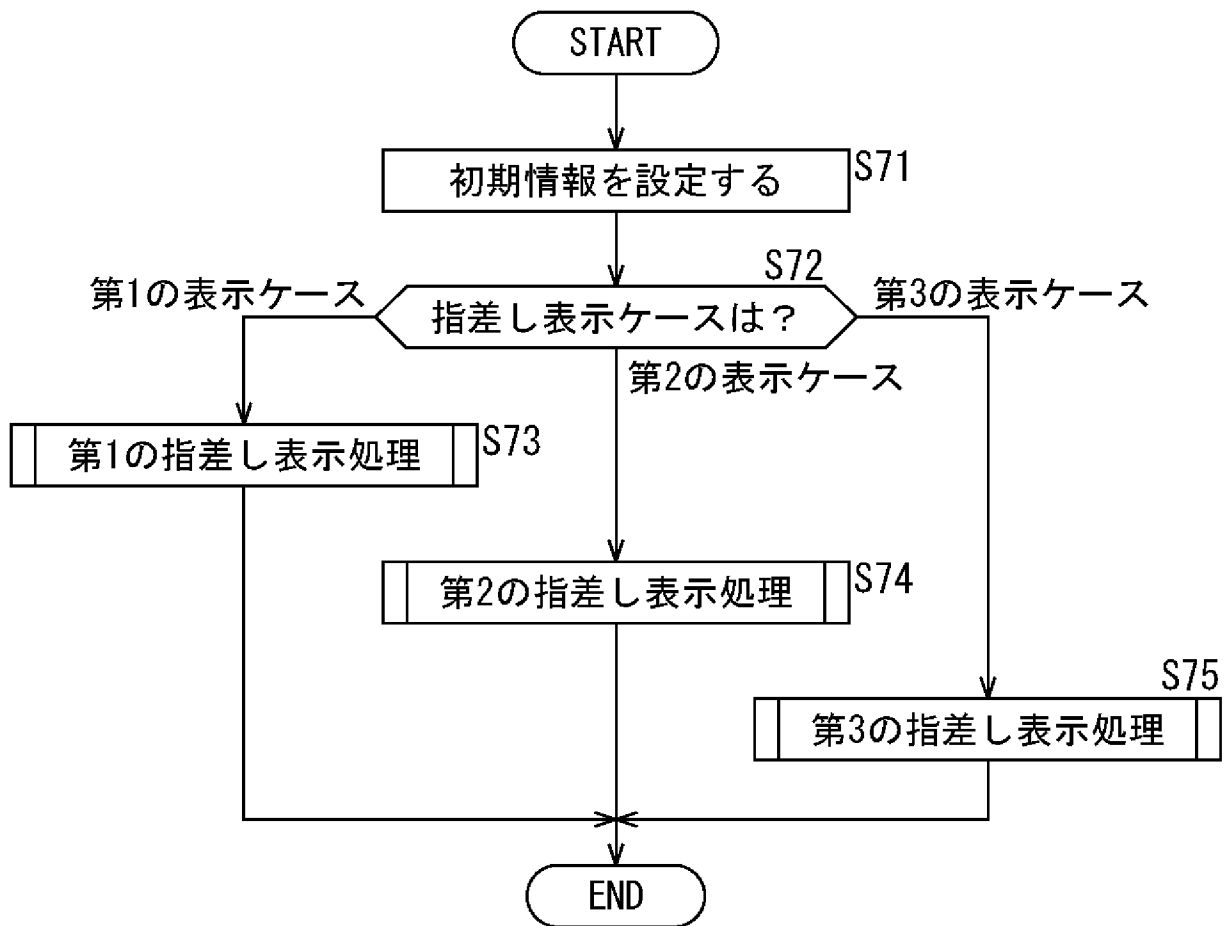 START
初期情報を設定する
S71
S72
第1の表示ケース
指差し表示ケースは？
第3の表示ケース
第2の表示ケース
第1の指差し表示処理
S73
第2の指差し表示処理
S74
S75
第3の指差し表示処理
END